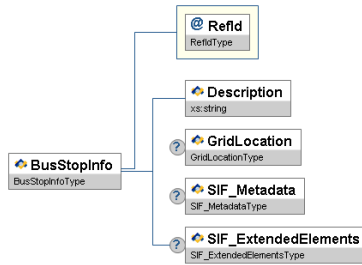 @ RefId
RefIdType
Description
xs:string
? GridLocation
GridLocationType
BusStopInfo
BusStopInfoType
? SIF_Metadata
SIF_MetadataType
? SIF_ExtendedElements
SIF_ExtendedElementsType